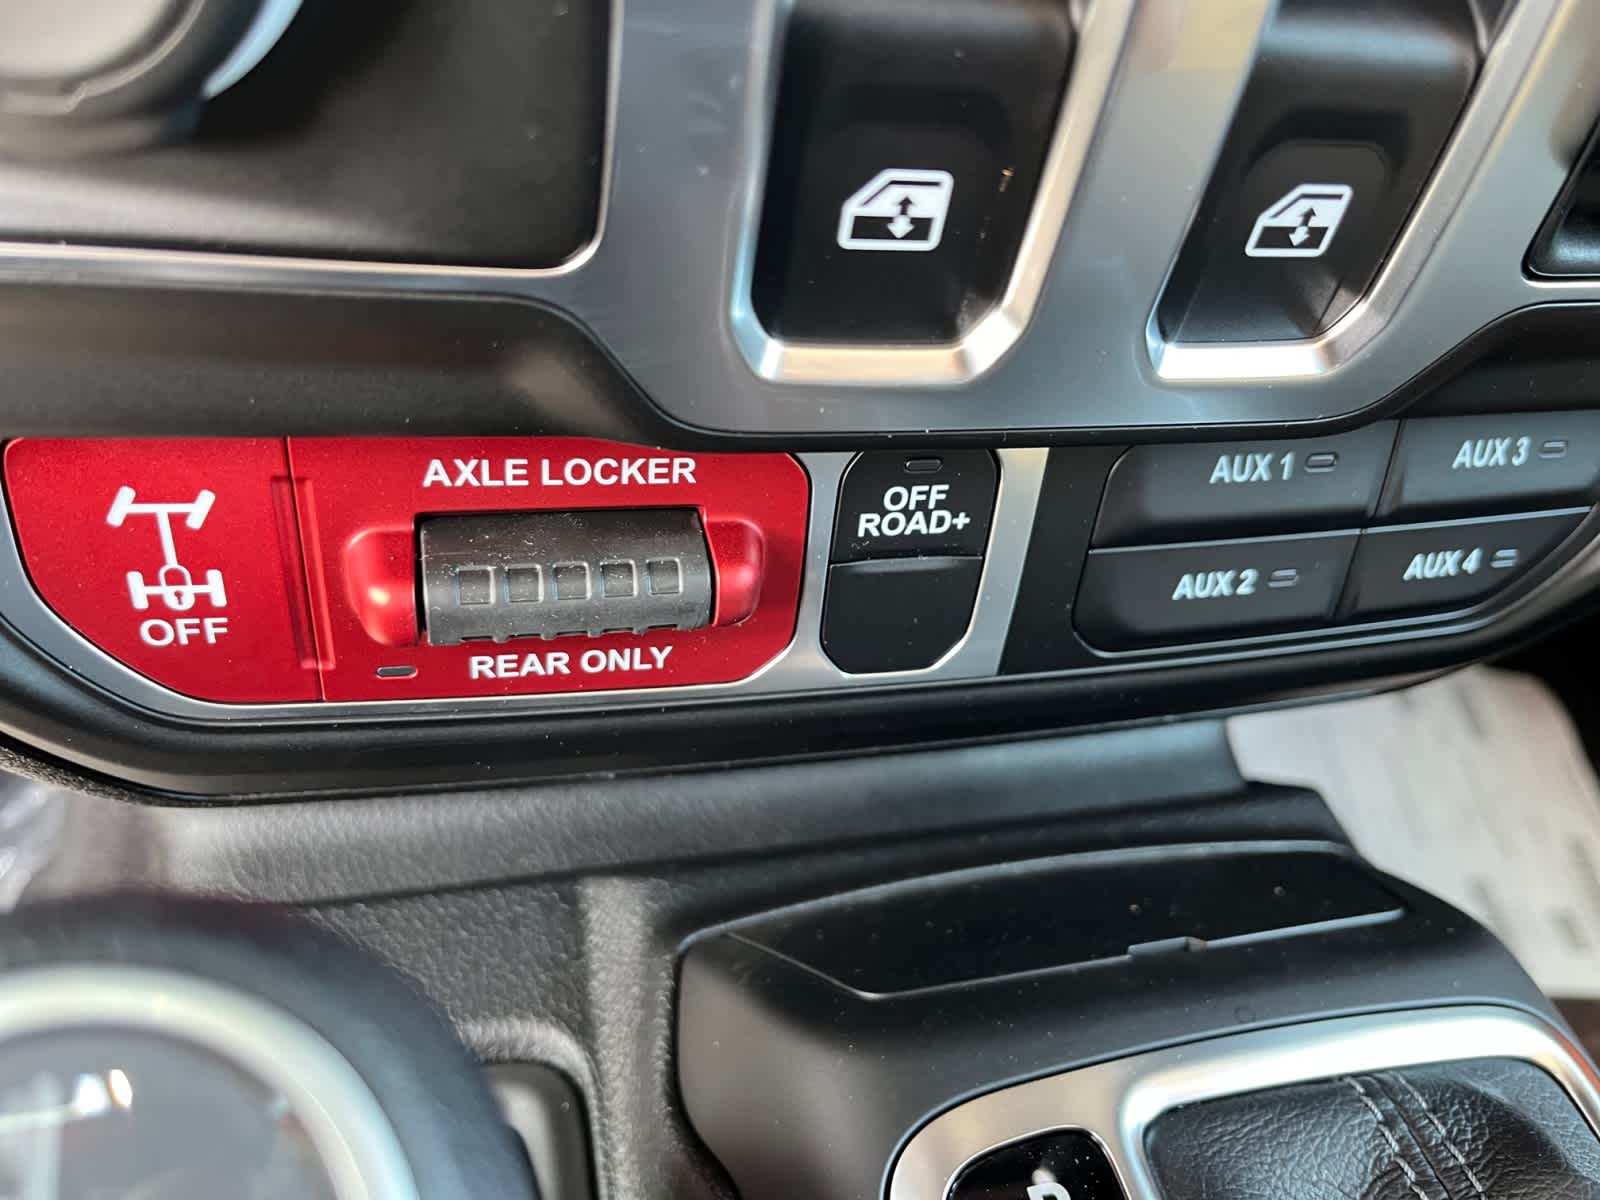 AXLE LOCKER
OFF
REAR ONLY
OFF
ROAD+
AUX 1
AUX 2
AUX 3
AUX 4